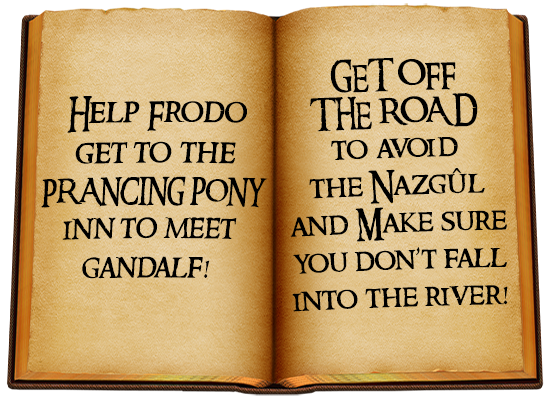 Help Frodo
get to the
Prancing Pony
inn to meet
Gandalf!
Get off
the road
to avoid
the Nazgûl
and Make sure
you don't fall
into the river!